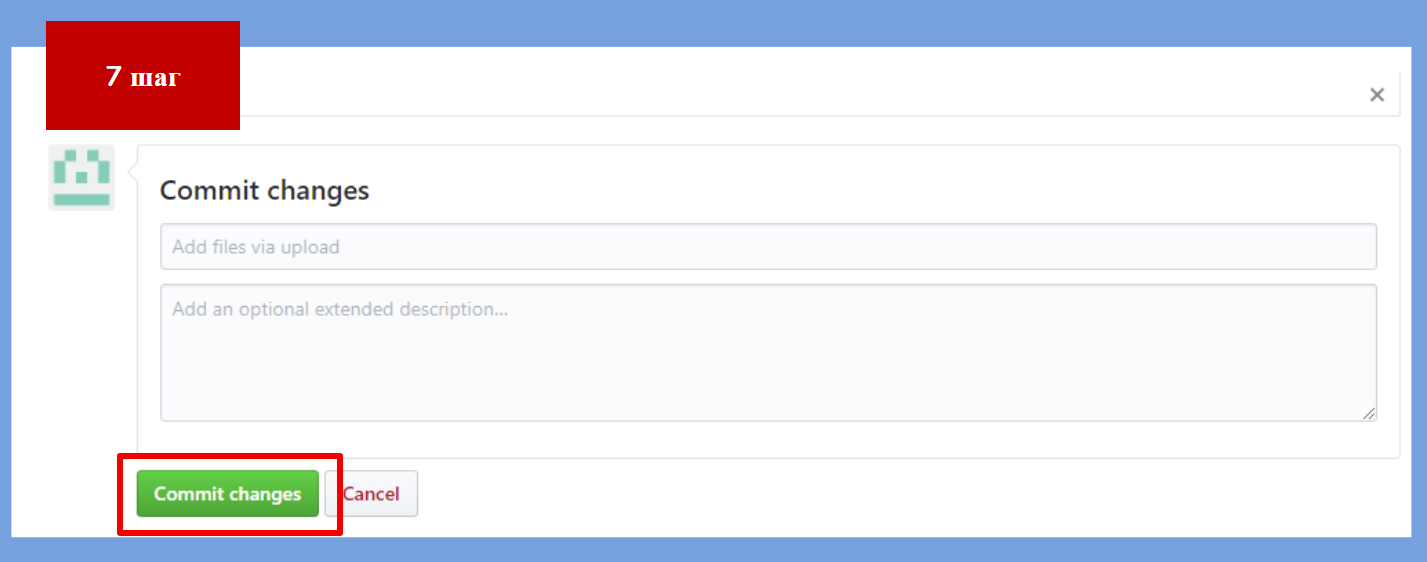 7 шаг
×
Commit changes
Add files via upload
Add an optional extended description...
Commit changes
Cancel